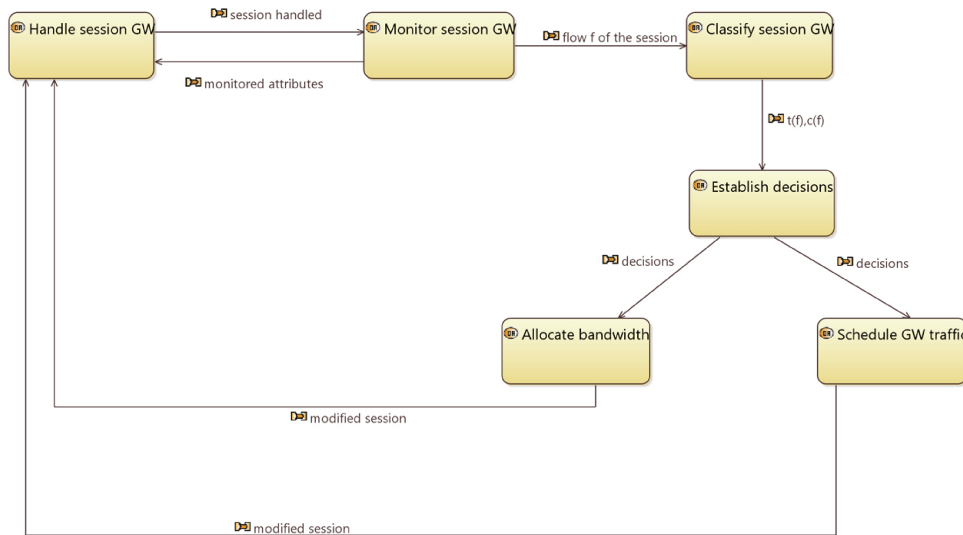 session handled
Handle session GW
Monitor session GW
Classify session GW
flow f of the session
monitored attributes
t(f),c(f)
Establish decisions
decisions
decisions
Allocate bandwidth
Schedule GW traffic
modified session
modified session